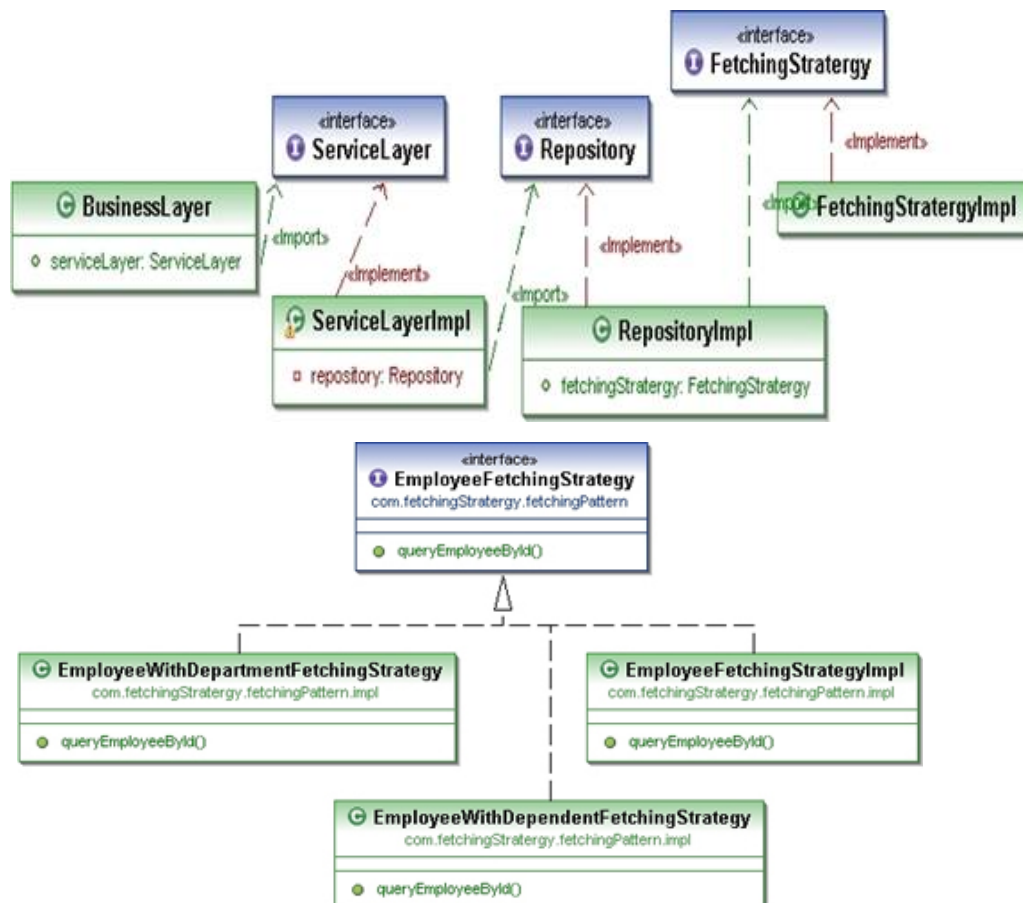 «interface»
FetchingStratergy
«interface»
ServiceLayer
«interface»
Repository
«Implement»
BusinessLayer
serviceLayer: ServiceLayer
«Import»
«Import»
FetchingStratergyImpl
«Implement»
«Implement»
«Import»
ServiceLayerImpl
repository: Repository
RepositoryImpl
fetchingStratergy: FetchingStratergy
«interface»
EmployeeFetchingStrategy
com.fetchingStratergy.fetchingPattern
queryEmployeeById()
EmployeeWithDepartmentFetchingStrategy
com.fetchingStratergy.fetchingPattern.impl
queryEmployeeById()
EmployeeFetchingStrategyImpl
com.fetchingStratergy.fetchingPattern.impl
queryEmployeeById()
EmployeeWithDependentFetchingStrategy
com.fetchingStratergy.fetchingPattern.impl
queryEmployeeById()